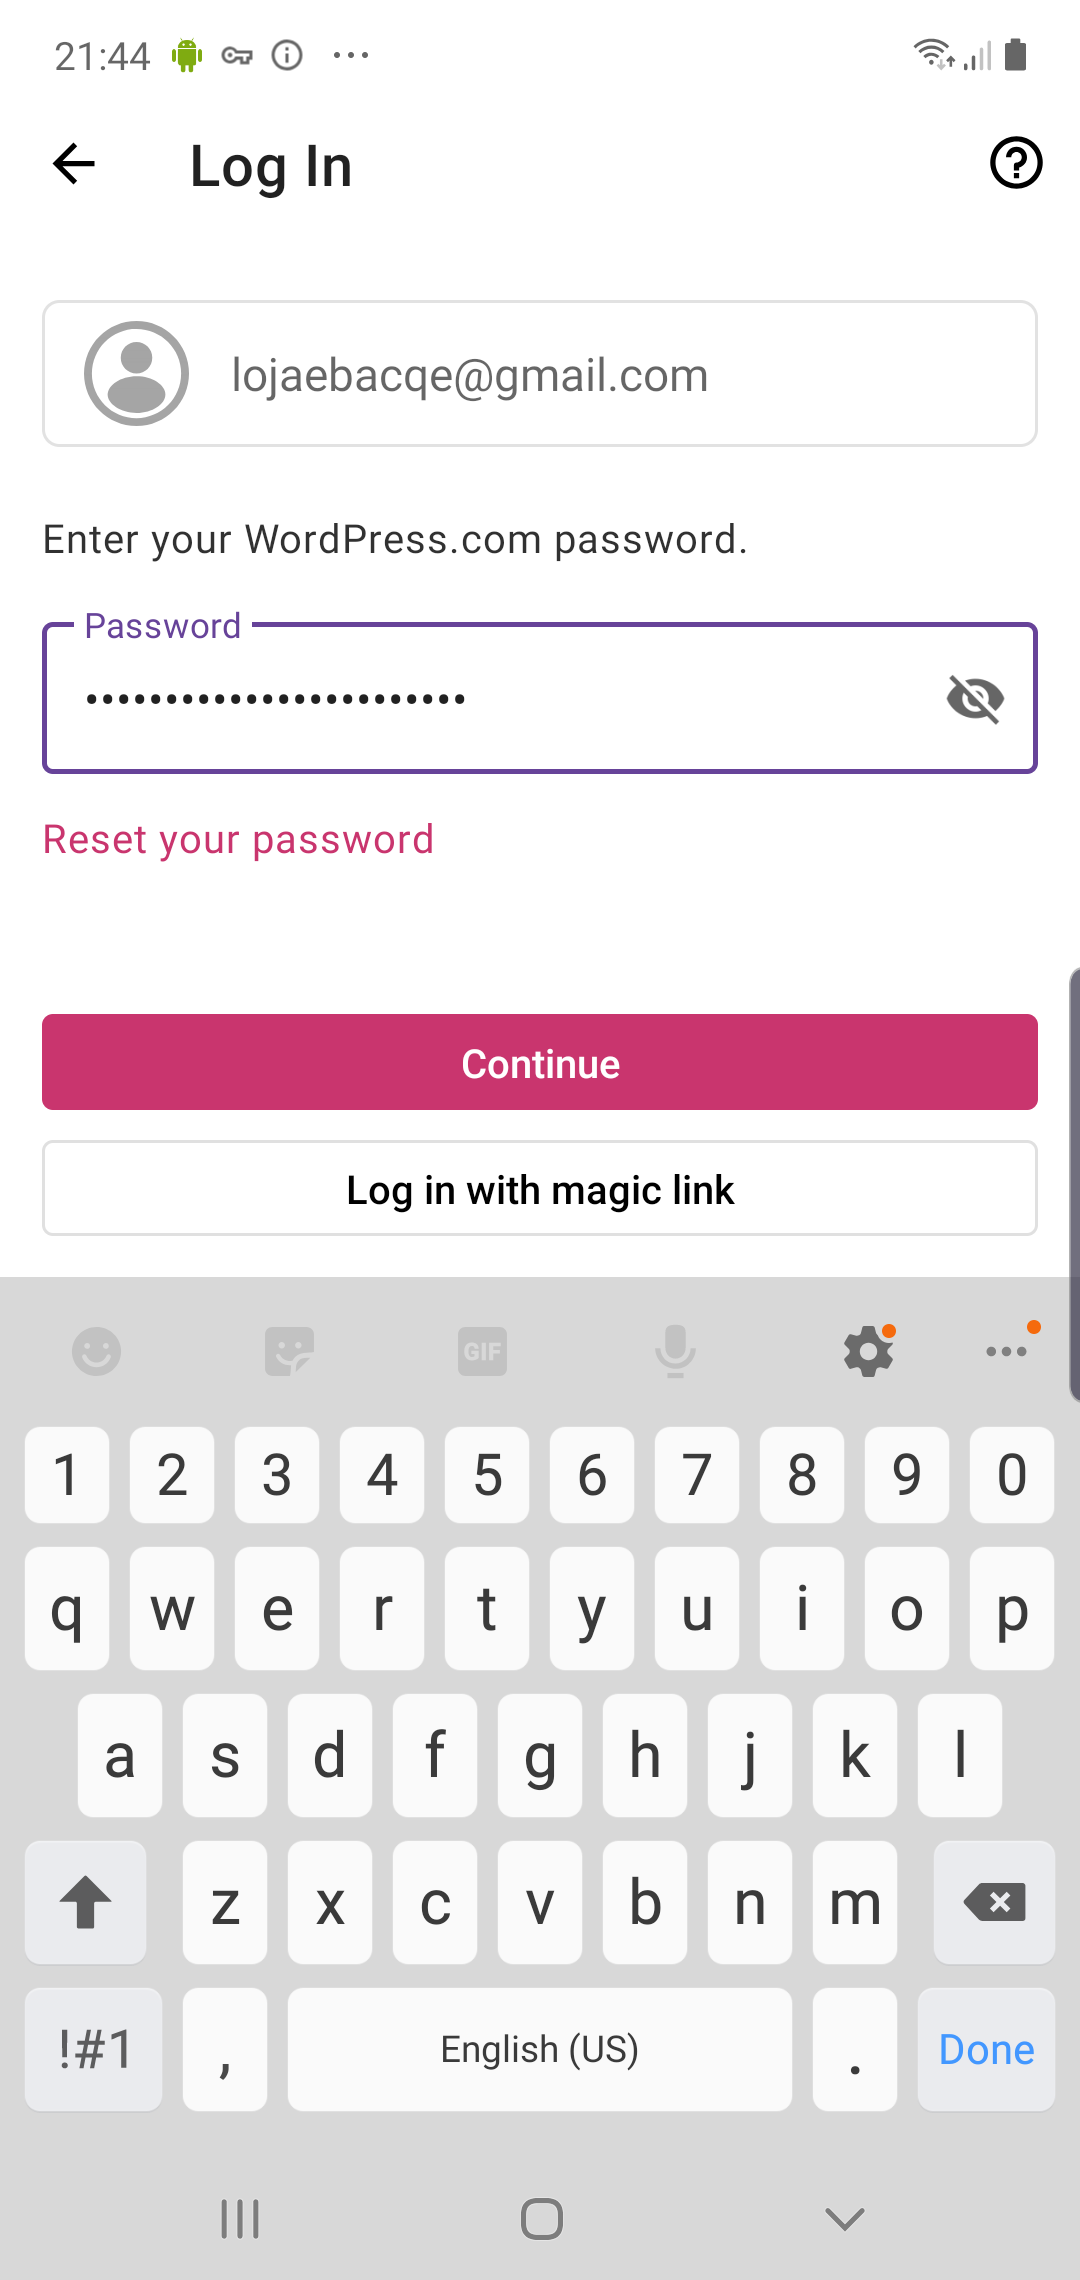 21:44
Log In
lojaebacqe@gmail.com
Enter your WordPress.com password.
Password
••••••••••••••••••••••••
Reset your password
Continue
Log in with magic link
GIF
1 2 3 4 5 6 7 8 9 0
q w e r t y u i o p
a s d f g h j k l
z x c v b n m
!#1 , English (US) . Done